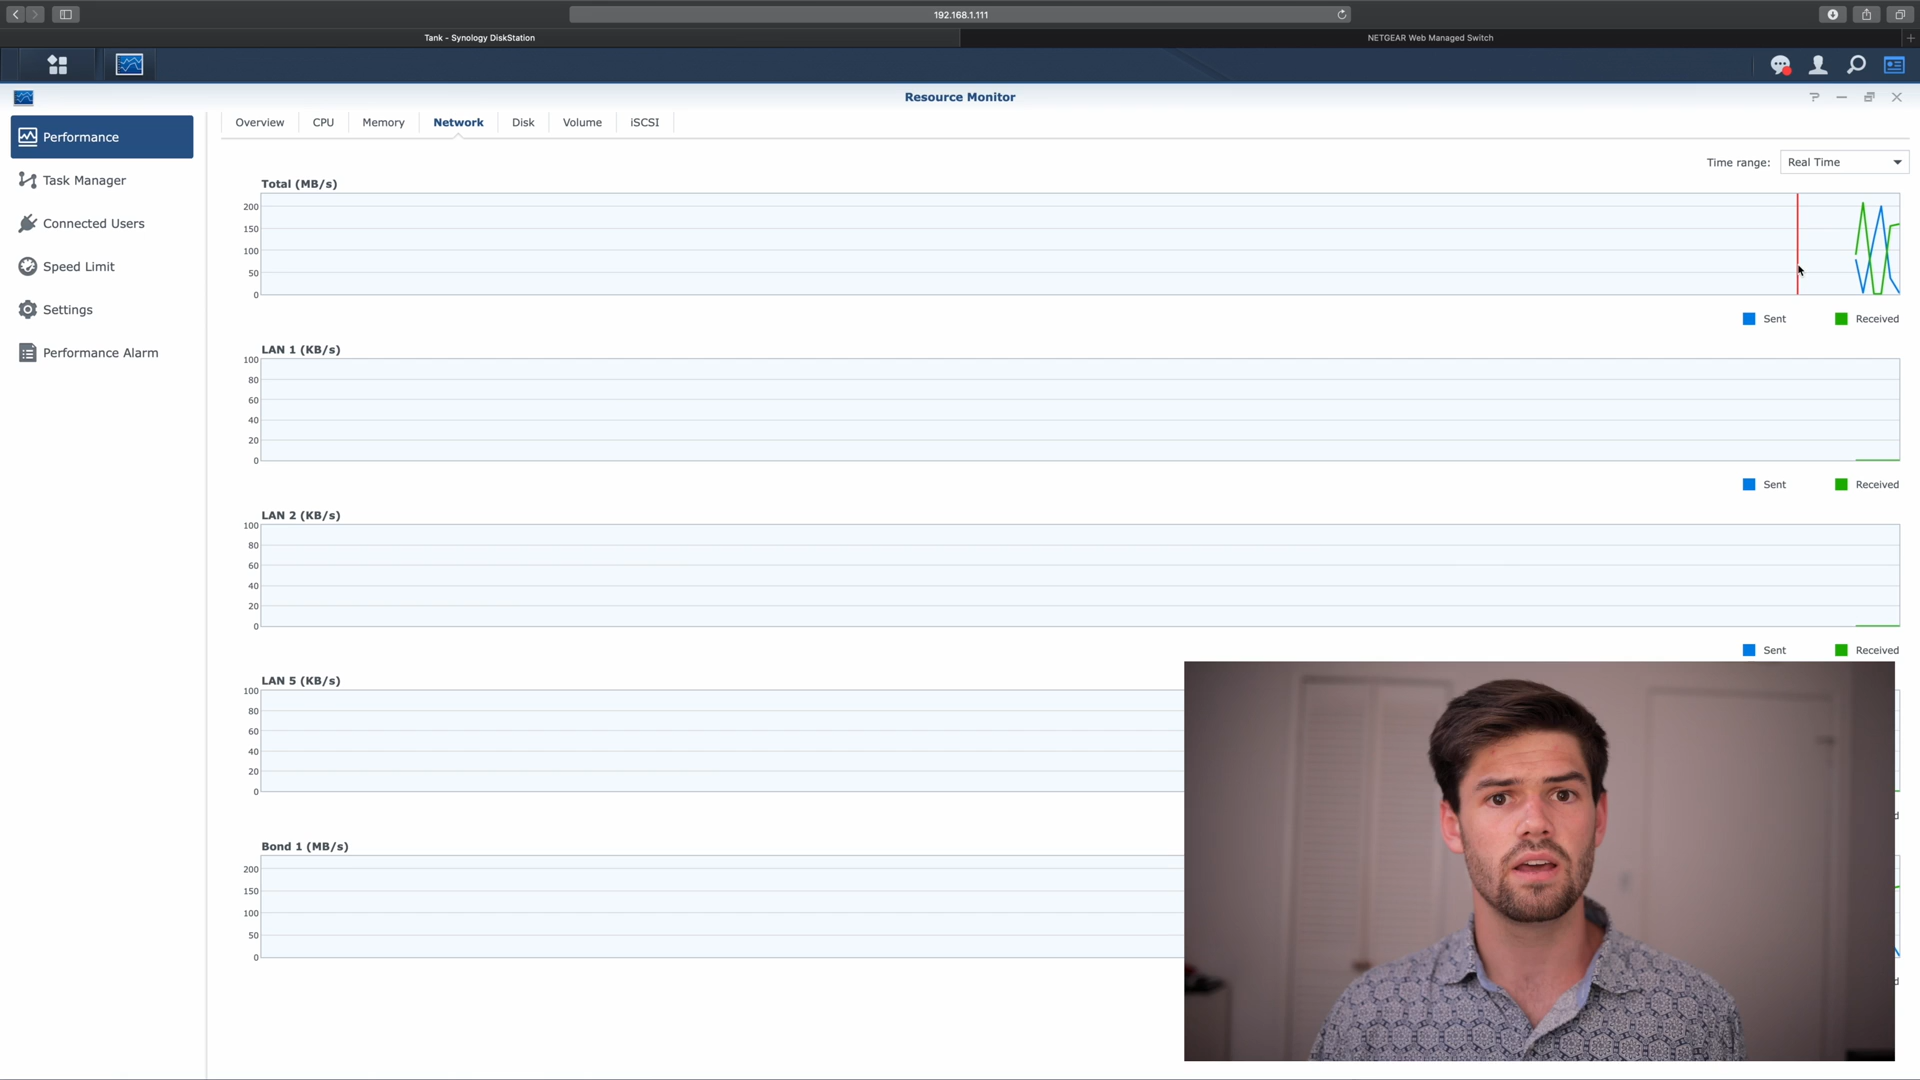 192.168.1.111
Tank - Synology DiskStation
NETGEAR Web Managed Switch
Resource Monitor
Performance
Task Manager
Connected Users
Speed Limit
Settings
Performance Alarm
Overview
CPU
Memory
Network
Disk
Volume
iSCSI
Time range:
Real Time
Total (MB/s)
200
150
100
50
0
Sent
Received
LAN 1 (KB/s)
100
80
60
40
20
0
Sent
Received
LAN 2 (KB/s)
100
80
60
40
20
0
Sent
Received
LAN 5 (KB/s)
100
80
60
40
20
0
d
Bond 1 (MB/s)
200
150
100
50
0
d